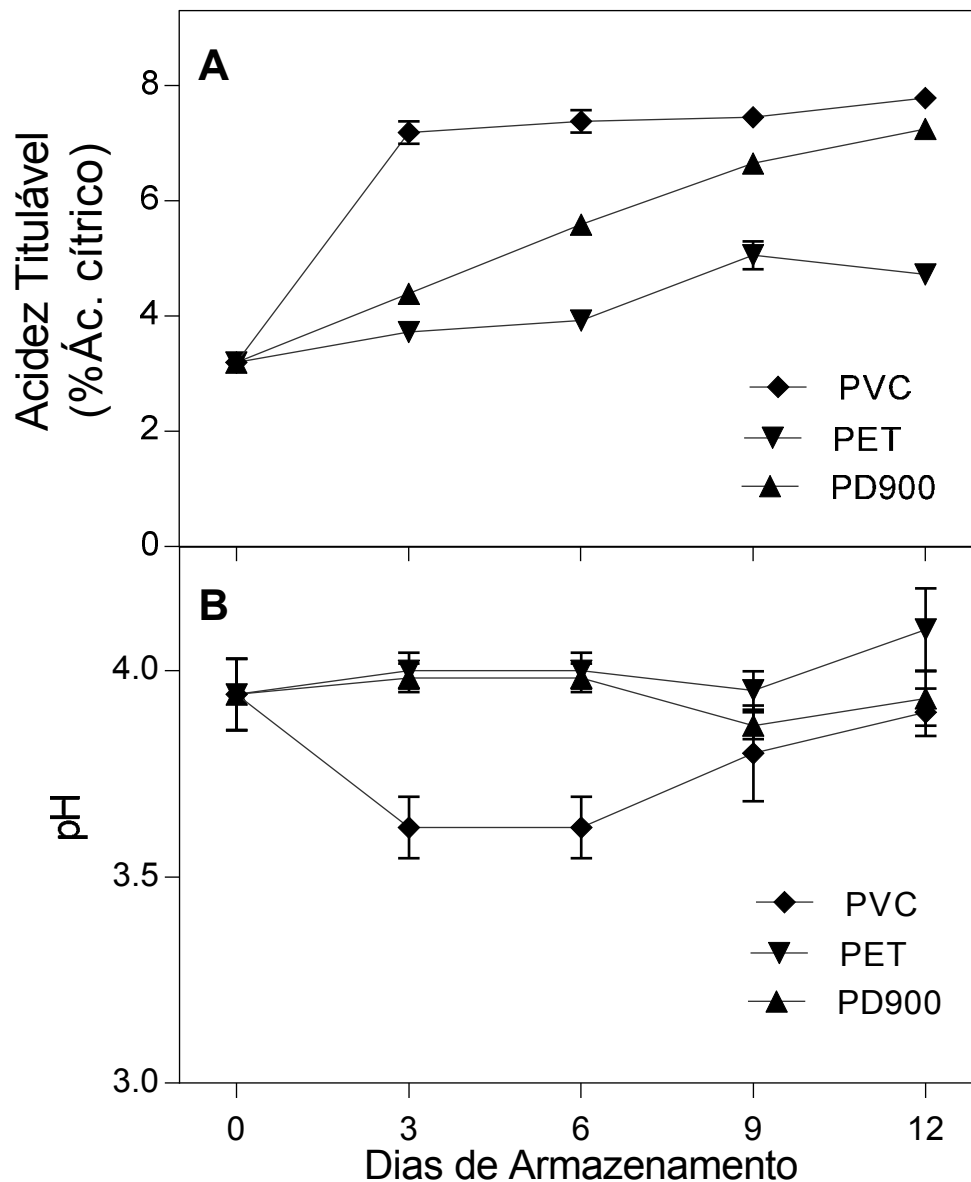 A
8
6
4
2
0
Acidez Titulável
(%Ác. cítrico)
PVC
PET
PD900
B
4.0
3.5
3.0
pH
PVC
PET
PD900
0 3 6 9 12
Dias de Armazenamento